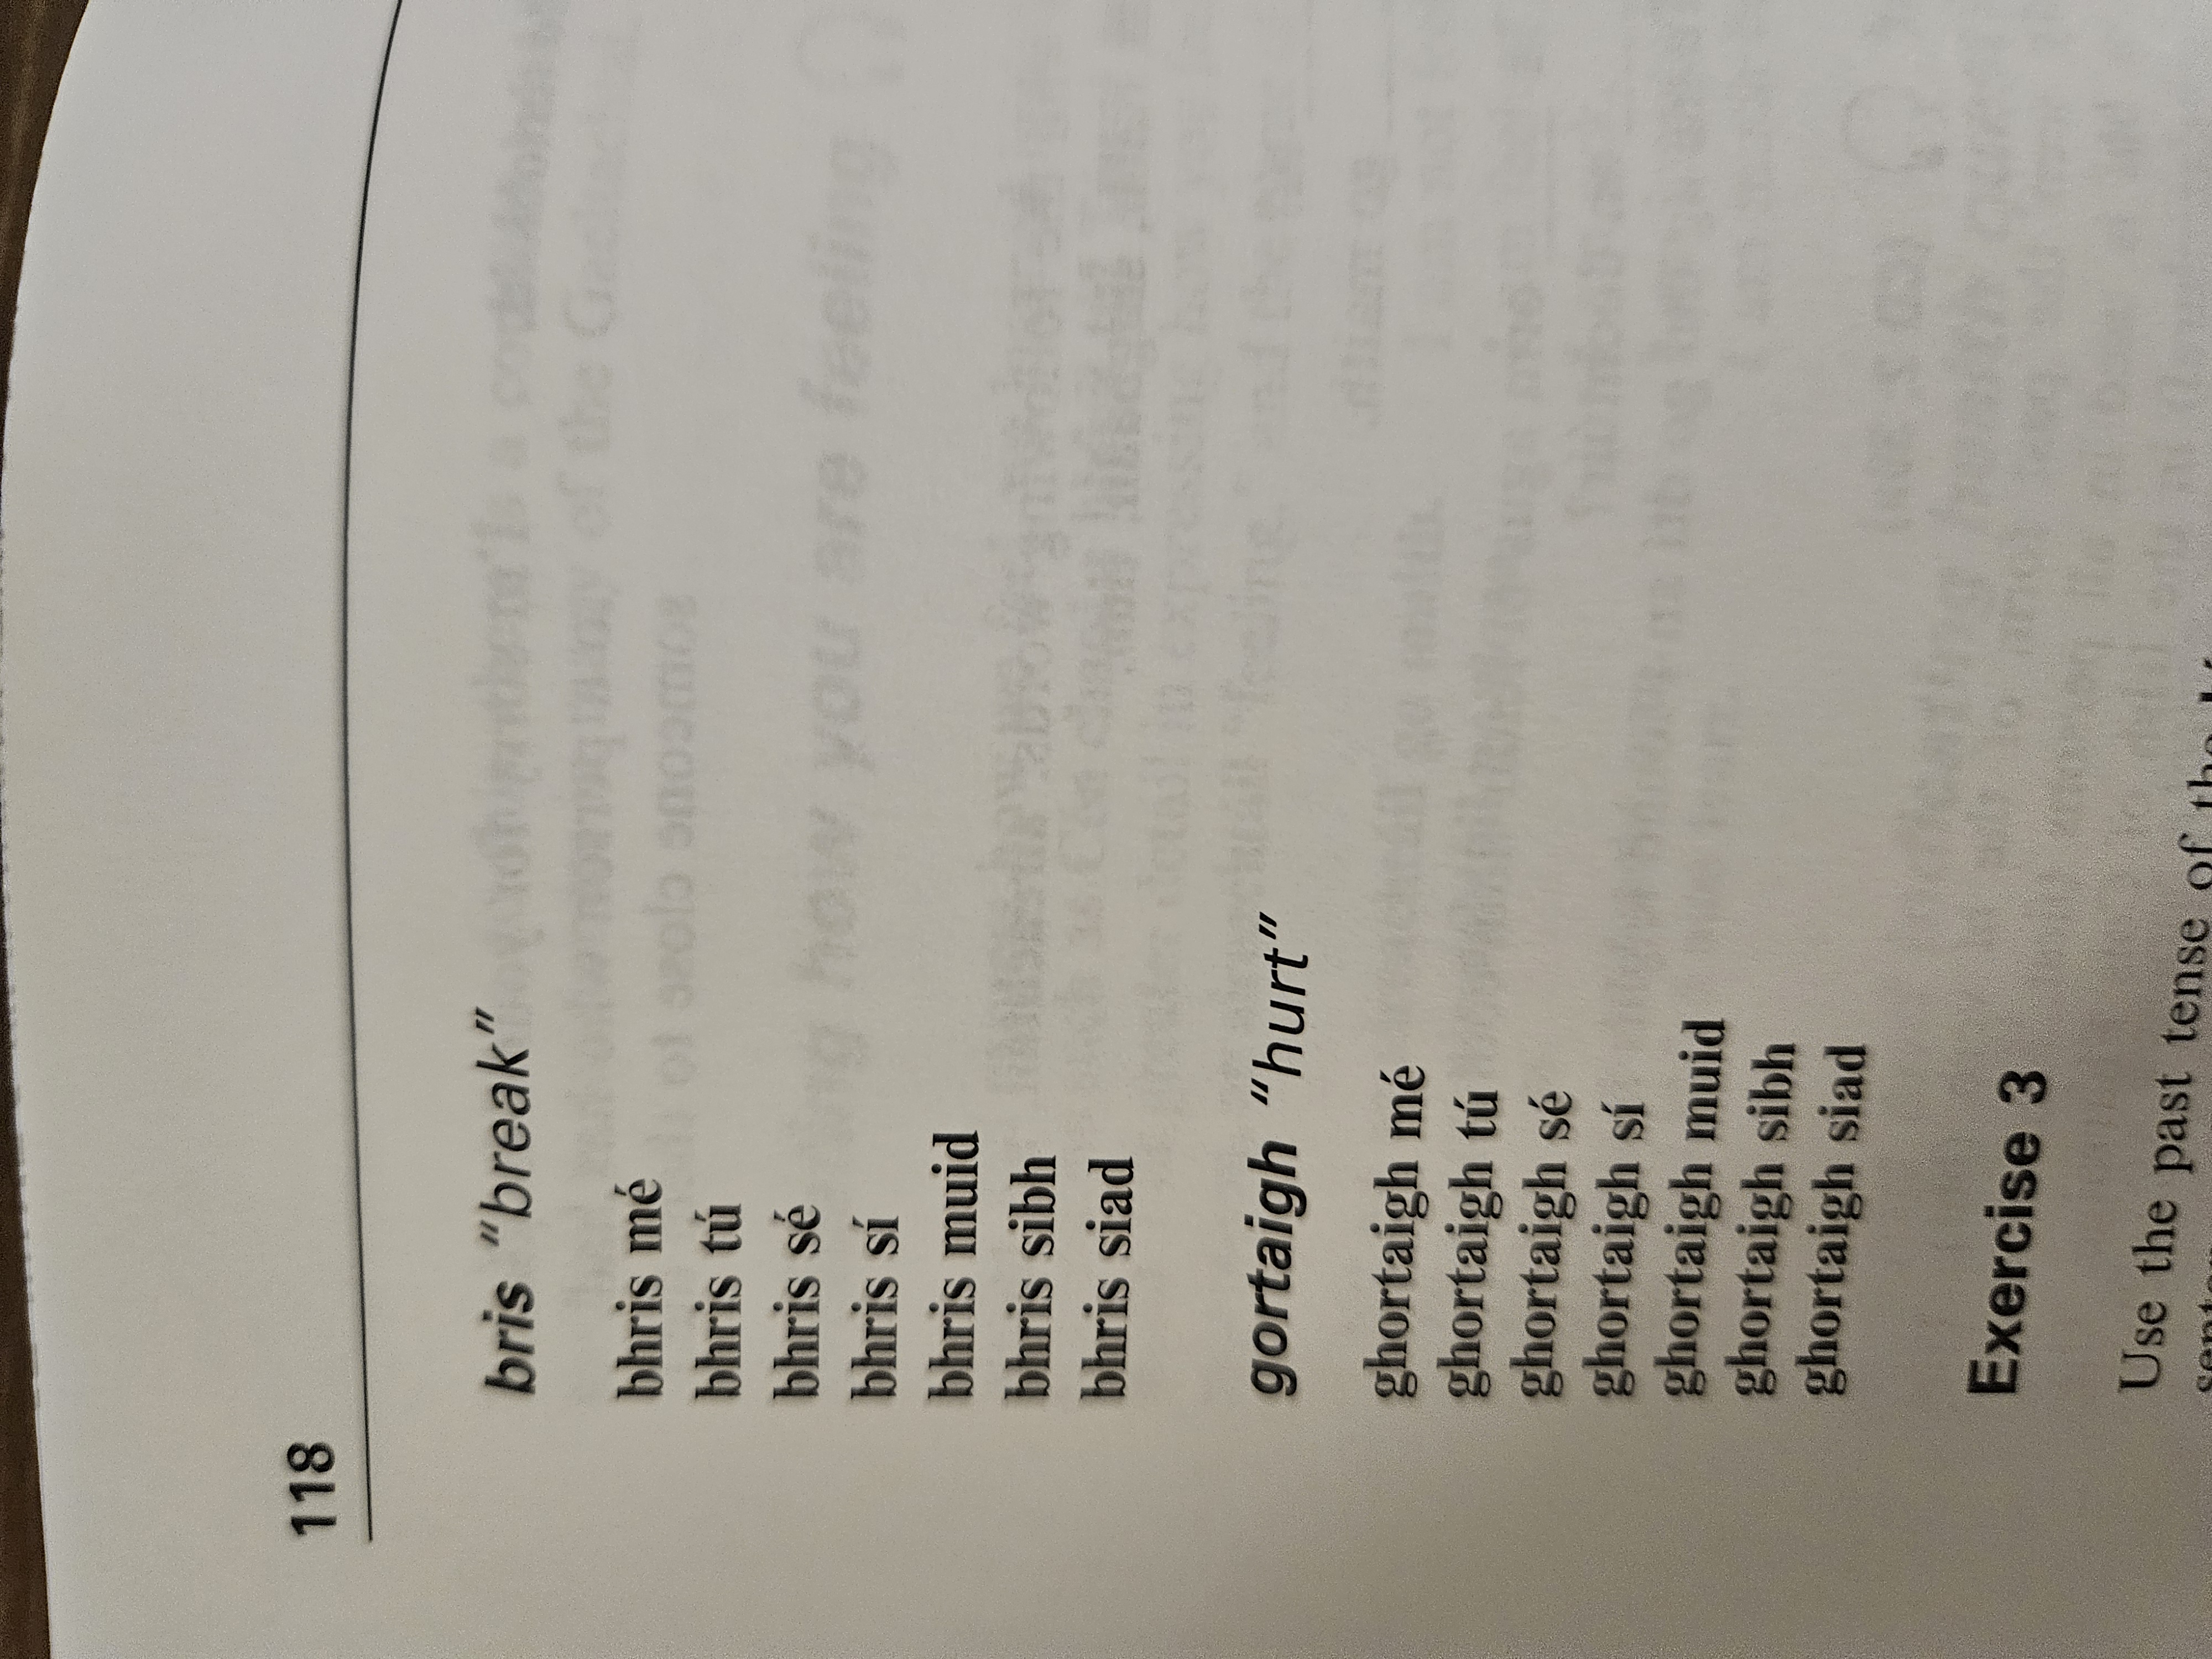 118
bris "break"
bhris mé
bhris tú
bhris sé
bhris sí
bhris muid
bhris sibh
bhris siad
gortaigh "hurt"
ghortaigh mé
ghortaigh tú
ghortaigh sé
ghortaigh sí
ghortaigh muid
ghortaigh sibh
ghortaigh siad
Exercise 3
Use the past tense of the